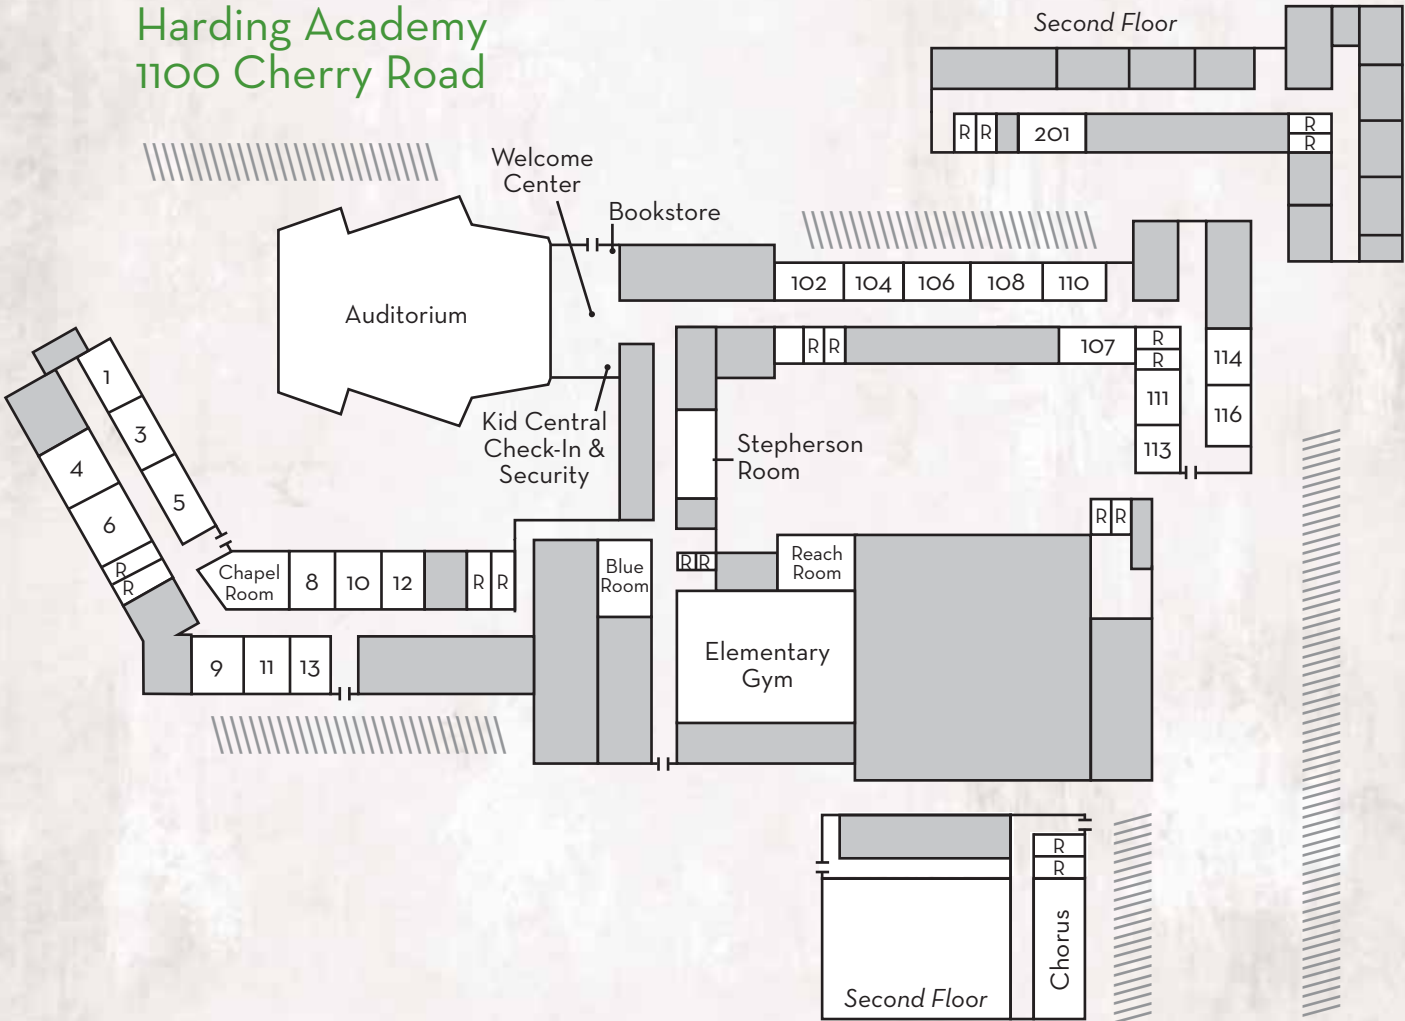 Harding Academy
1100 Cherry Road
Second Floor
R R 201 R
R
Welcome
Center
Bookstore
Auditorium
102 104 106 108 110
R R 107 R
R
114
111 116
113
Kid Central
Check-In &
Security
Stepherson
Room
1
3
4
5
6
R
R
Chapel
Room
8 10 12 R R
9 11 13
Blue
Room
R R
Reach
Room
R R
Elementary
Gym
R
R
Chorus
Second Floor